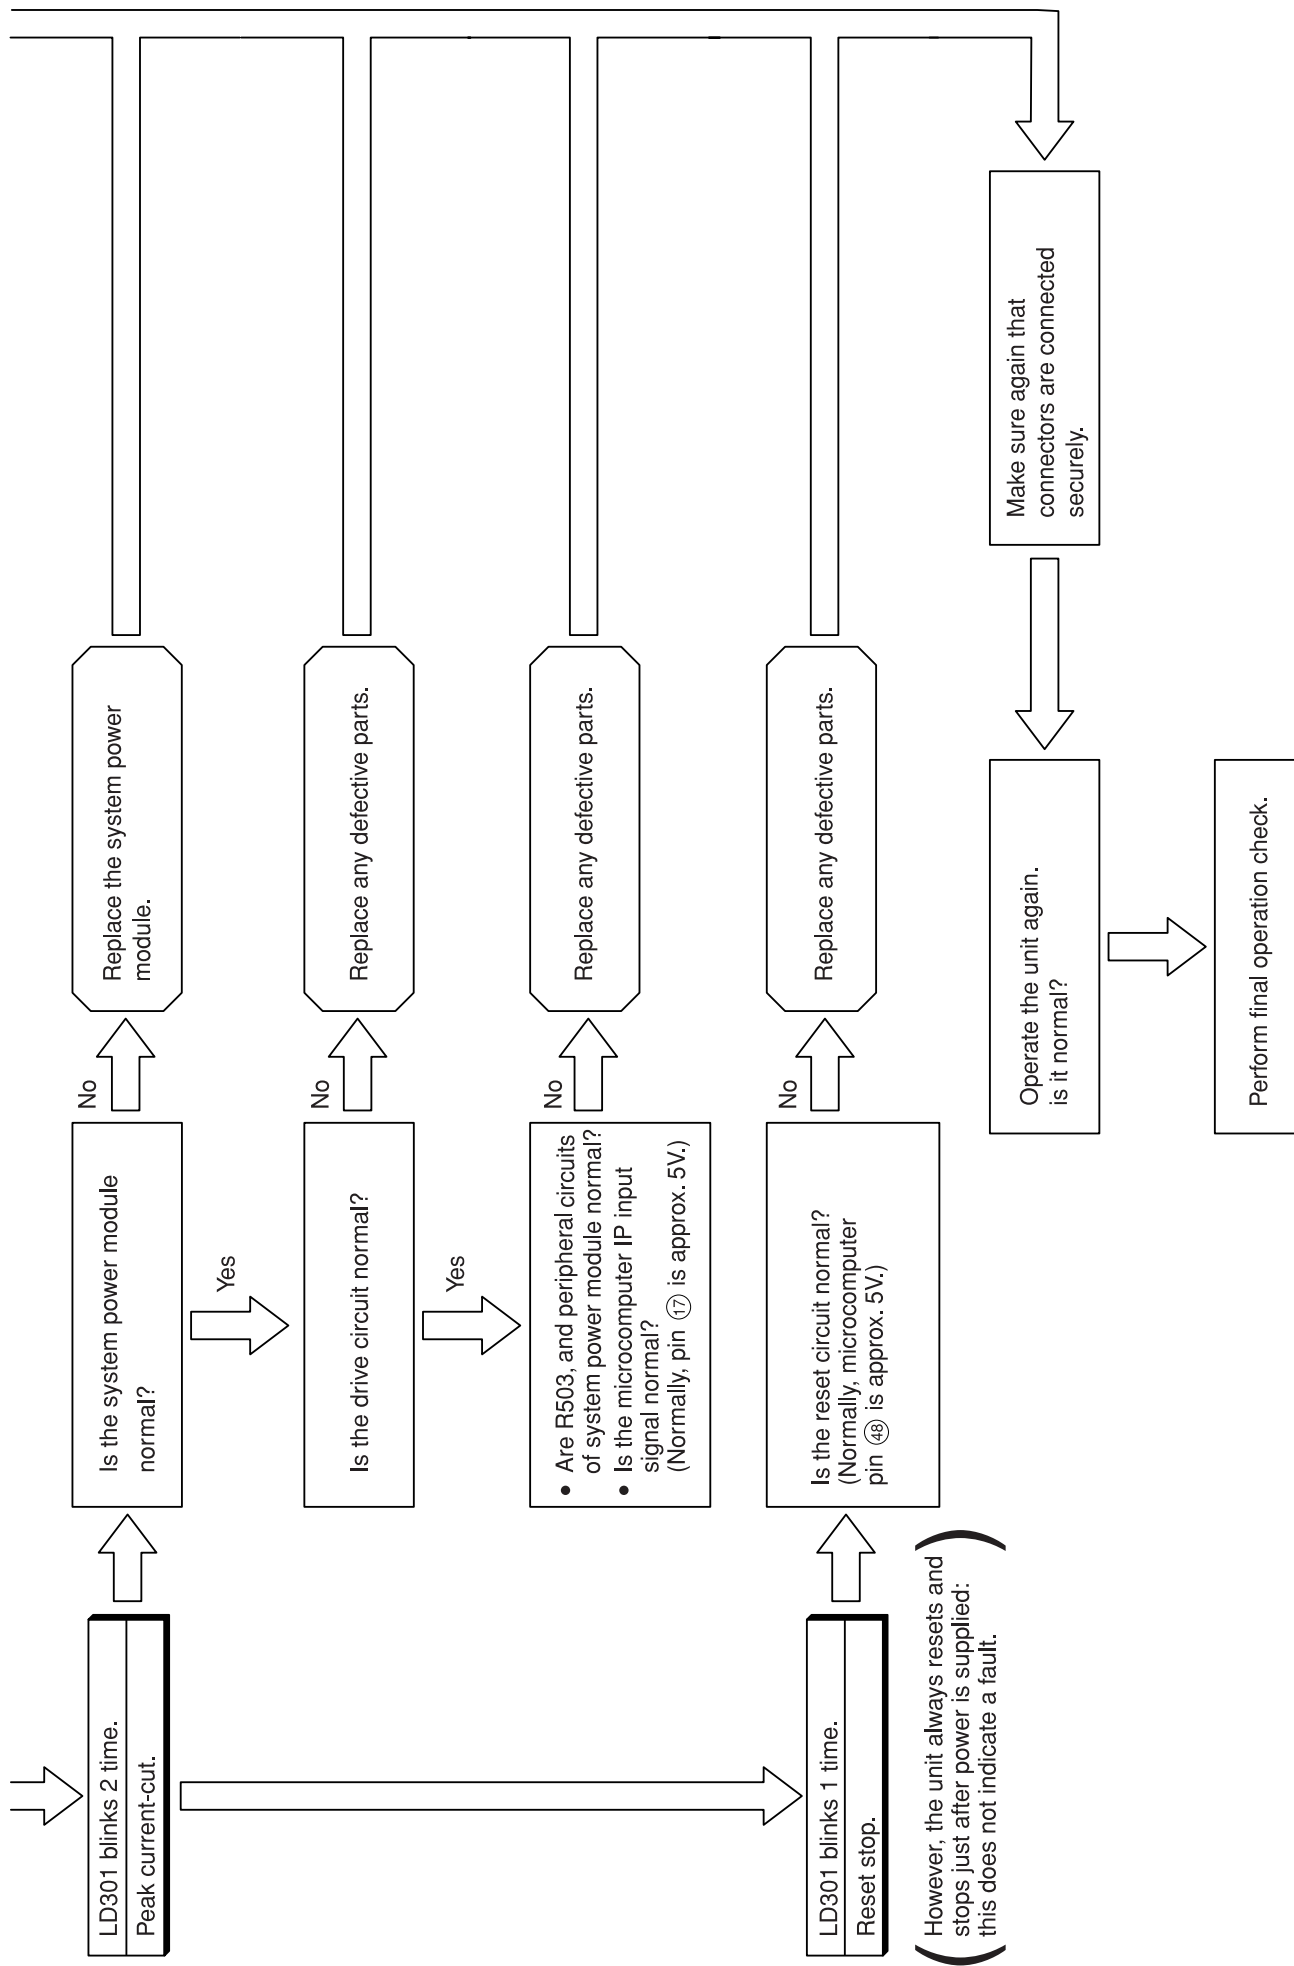 LD301 blinks 2 time.
Peak current-cut.
Is the system power module
normal?
No
Replace the system power
module.
Yes
Is the drive circuit normal?
No
Replace any defective parts.
Yes
• Are R503, and peripheral circuits
of system power module normal?
• Is the microcomputer IP input
signal normal?
(Normally, pin ⑰ is approx. 5V.)
No
Replace any defective parts.
LD301 blinks 1 time.
Reset stop.
(However, the unit always resets and
stops just after power is supplied:
this does not indicate a fault.)
Is the reset circuit normal?
(Normally, microcomputer
pin ㊽ is approx. 5V.)
No
Replace any defective parts.
Make sure again that
connectors are connected
securely.
Operate the unit again.
is it normal?
Perform final operation check.